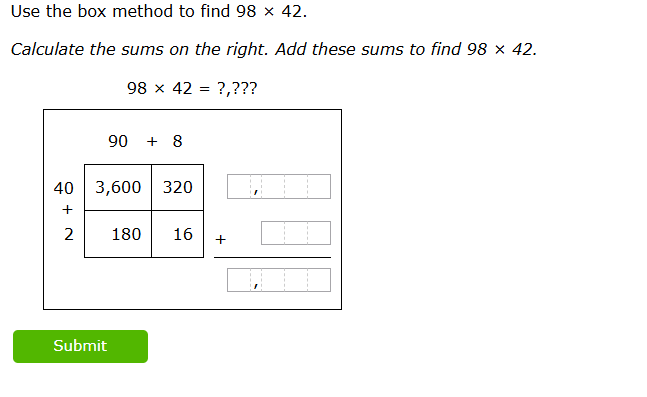 Use the box method to find 98 × 42.
Calculate the sums on the right. Add these sums to find 98 × 42.
98 × 42 = ?,???
90 + 8
40 3,600 320 ,
+
2 180 16 +
,
Submit